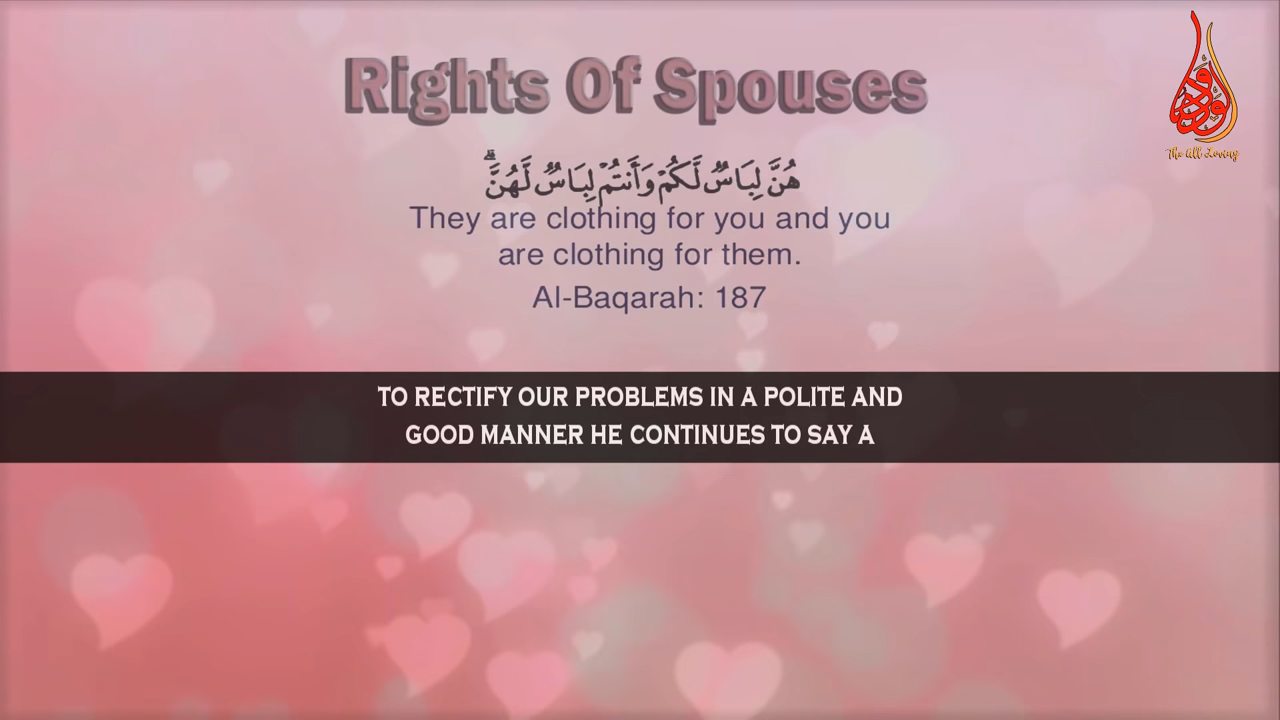 Rights Of Spouses
الودود
The All Loving
هُنَّ لِبَاسٌ لَّكُمْ وَأَنتُمْ لِبَاسٌ لَّهُنَّ ۗ
They are clothing for you and you
are clothing for them.
Al-Baqarah: 187
TO RECTIFY OUR PROBLEMS IN A POLITE AND
GOOD MANNER HE CONTINUES TO SAY A